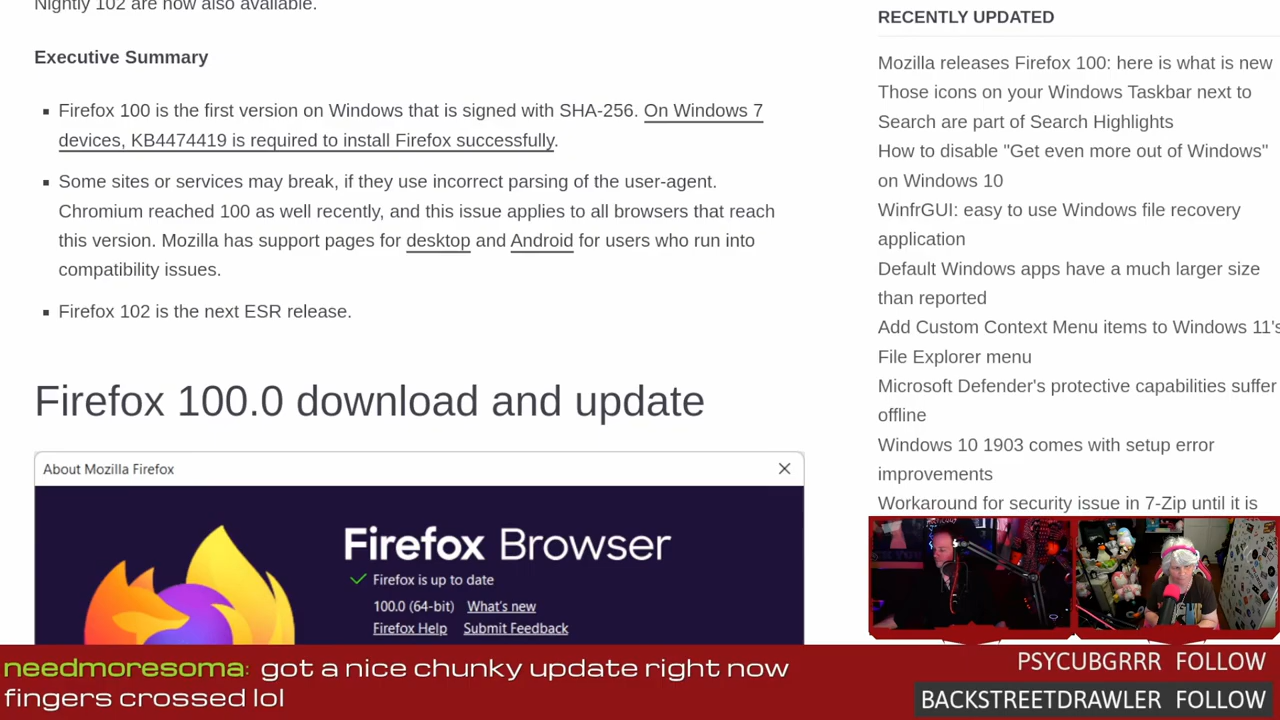 Nightly 102 are now also available.
Executive Summary
Firefox 100 is the first version on Windows that is signed with SHA-256. On Windows 7
devices, KB4474419 is required to install Firefox successfully.
Some sites or services may break, if they use incorrect parsing of the user-agent.
Chromium reached 100 as well recently, and this issue applies to all browsers that reach
this version. Mozilla has support pages for desktop and Android for users who run into
compatibility issues.
Firefox 102 is the next ESR release.
Firefox 100.0 download and update
About Mozilla Firefox
Firefox Browser
Firefox is up to date
100.0 (64-bit) What's new
Firefox Help Submit Feedback
RECENTLY UPDATED
Mozilla releases Firefox 100: here is what is new
Those icons on your Windows Taskbar next to
Search are part of Search Highlights
How to disable "Get even more out of Windows"
on Windows 10
WinfrGUI: easy to use Windows file recovery
application
Default Windows apps have a much larger size
than reported
Add Custom Context Menu items to Windows 11's
File Explorer menu
Microsoft Defender's protective capabilities suffer
offline
Windows 10 1903 comes with setup error
improvements
Workaround for security issue in 7-Zip until it is
needmoresoma: got a nice chunky update right now
fingers crossed lol
PSYCUBGRRR FOLLOW
BACKSTREETDRAWLER FOLLOW